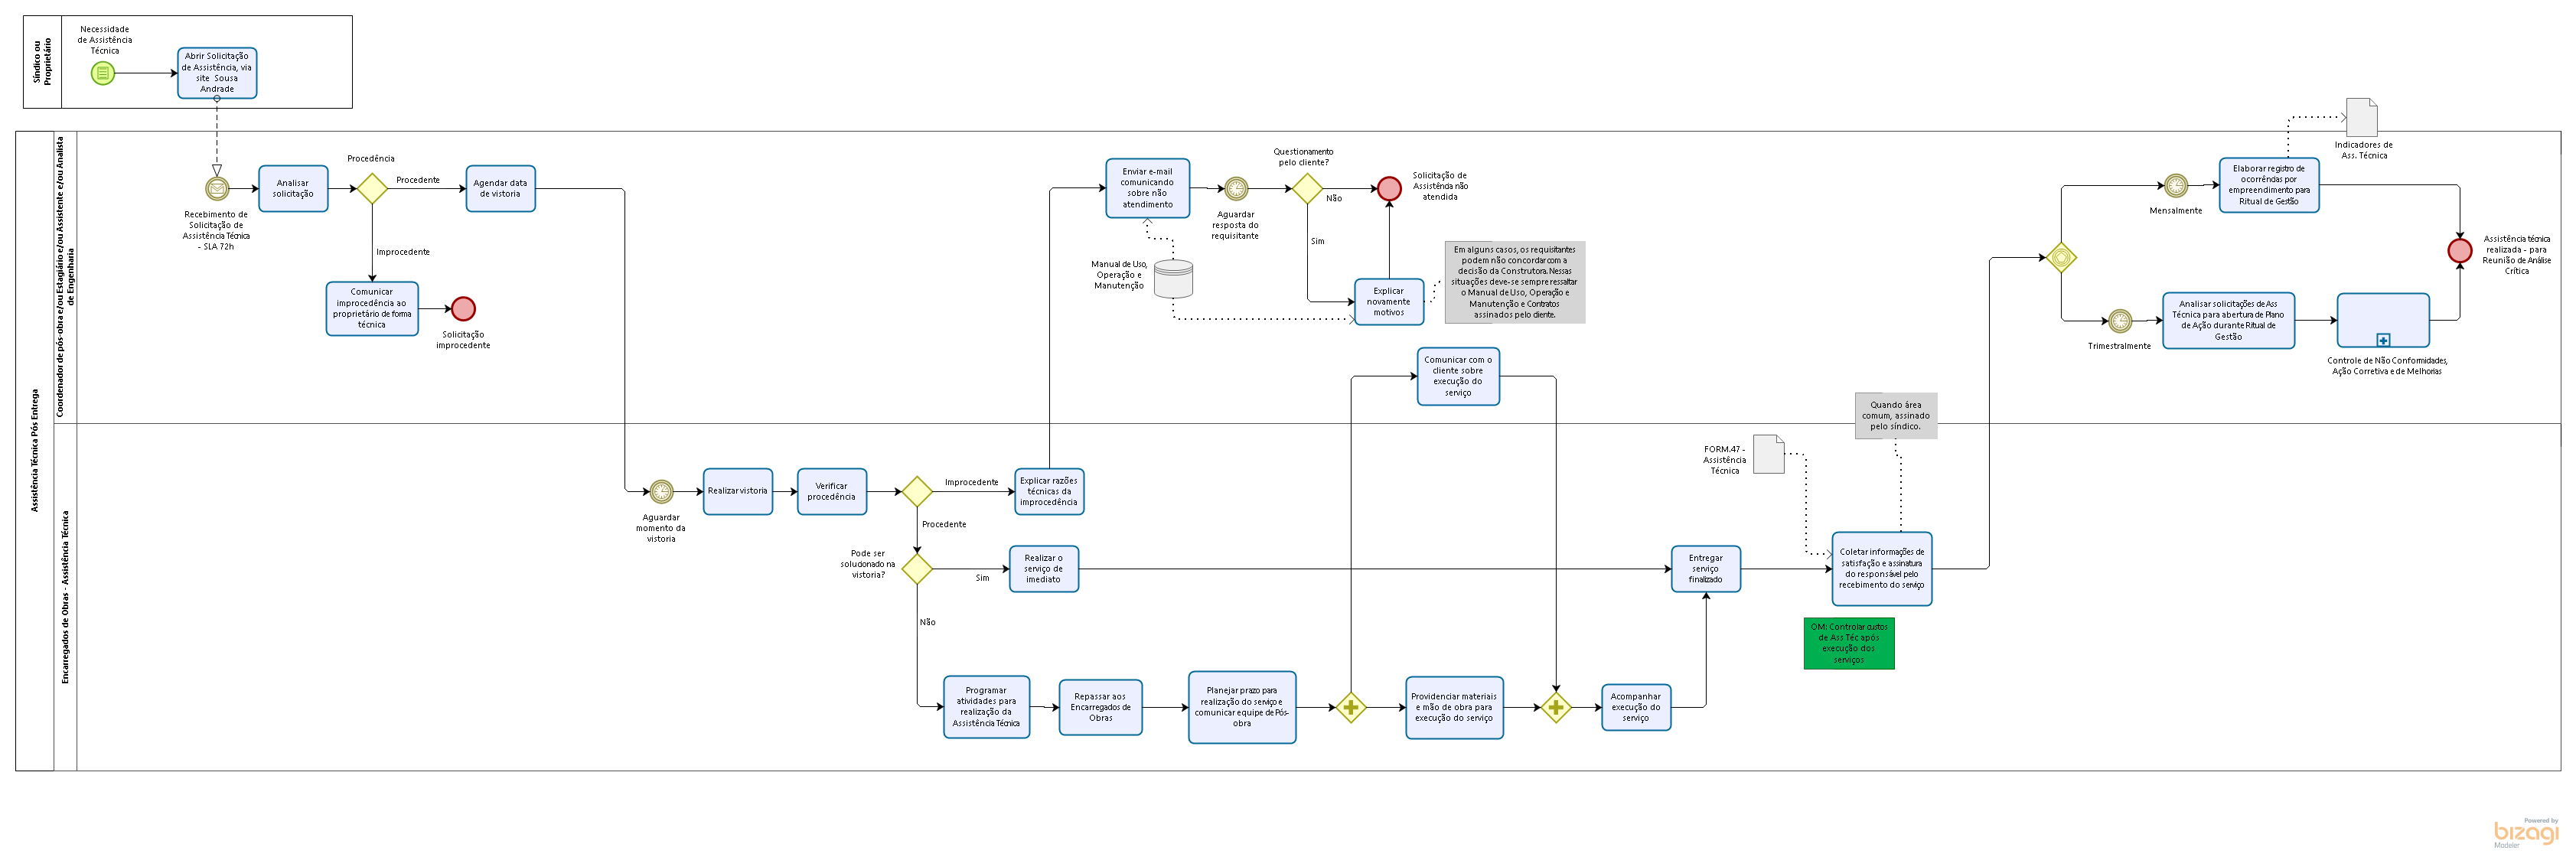 Síndico ou
Proprietário
Necessidade
de Assistência
Técnica
Abrir Solicitação
de Assistência, via
site Sousa
Andrade
Assistência Técnica Pós Entrega
Coordenador de pós-obra e/ou Estagiário e/ou Assistente e/ou Analista
de Engenharia
Recebimento de
Solicitação de
Assistência Técnica
- SLA 72h
Analisar
solicitação
Procedência
Procedente
Improcedente
Agendar data
de vistoria
Comunicar
improcedência ao
proprietário de forma
técnica
Solicitação
improcedente
Enviar e-mail
comunicando
sobre não
atendimento
Aguardar
resposta do
requisitante
Questionamento
pelo cliente?
Não
Sim
Solicitação de
Assistência não
atendida
Manual de Uso,
Operação e
Manutenção
Explicar
novamente
motivos
Em alguns casos, os requisitantes
podem não concordar com a
decisão da Construtora. Nessas
situações deve-se sempre ressaltar
o Manual de Uso, Operação e
Manutenção e Contratos
assinados pelo cliente.
Comunicar com o
cliente sobre
execução do
serviço
Mensalmente
Elaborar registro de
ocorrências por
empreendimento para
Ritual de Gestão
Indicadores de
Ass. Técnica
Trimestralmente
Analisar solicitações de Ass
Técnica para abertura de Plano
de Ação durante Ritual de
Gestão
Controle de Não Conformidades,
Ação Corretiva e de Melhorias
Assistência técnica
realizada - para
Reunião de Análise
Crítica
Encarregados de Obras - Assistência Técnica
Aguardar
momento da
vistoria
Realizar vistoria
Verificar
procedência
Improcedente
Procedente
Explicar razões
técnicas da
improcedência
Pode ser
solucionado na
vistoria?
Sim
Não
Realizar o
serviço de
imediato
Programar
atividades para
realização da
Assistência Técnica
Repassar aos
Encarregados de
Obras
Planejar prazo para
realização do serviço e
comunicar equipe de Pós-
obra
Providenciar materiais
e mão de obra para
execução do serviço
Acompanhar
execução do
serviço
Entregar
serviço
finalizado
FORM.47 -
Assistência
Técnica
Quando área
comum, assinado
pelo síndico.
Coletar informações de
satisfação e assinatura
do responsável pelo
recebimento do serviço
OM: Controlar custos
de Ass Téc após
execução dos
serviços
Powered by
bizagi
Modeler